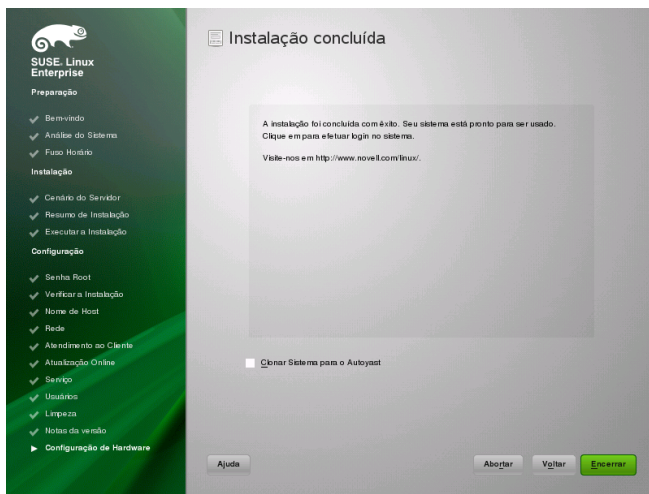 SUSE. Linux
Enterprise
Preparação
Bem-vindo
Análise do Sistema
Fuso Horário
Instalação
Cenário do Servidor
Resumo de Instalação
Executar a Instalação
Configuração
Senha Root
Verificar a Instalação
Nome de Host
Rede
Atendimento ao Cliente
Atualização Online
Serviço
Usuários
Limpeza
Notas da versão
Configuração de Hardware
Instalação concluída
A instalação foi concluída com êxito. Seu sistema está pronto para ser usado.
Clique em para efetuar login no sistema.
Visite-nos em http://www.novell.com/linux/.
Clonar Sistema para o Autoyast
Ajuda
Abortar
Voltar
Encerrar